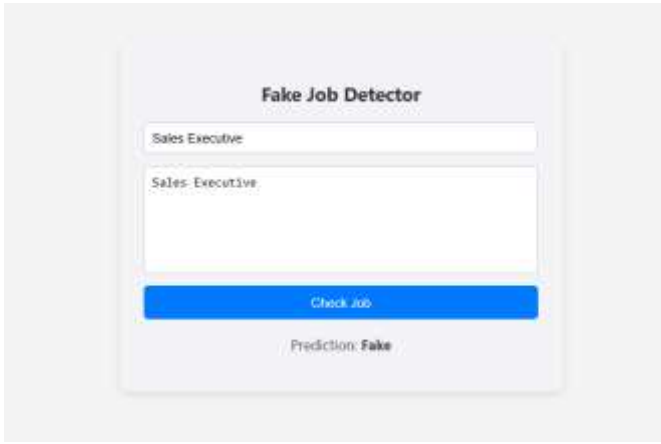 Fake Job Detector
Sales Executive
Sales Executive
Check Job
Prediction: Fake